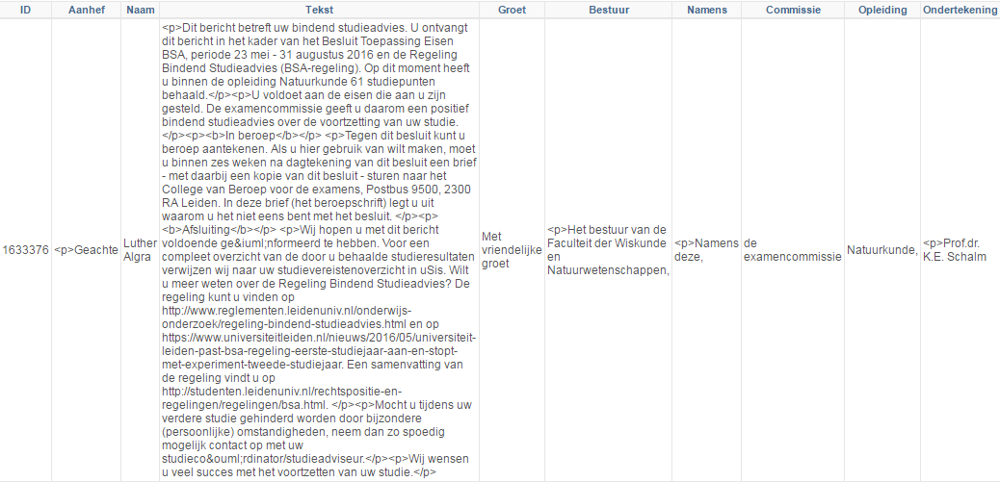 ID Aanhef Naam Tekst Groet Bestuur Namens Commissie Opleiding Ondertekening
1633376
<p>Geachte
Luther
Algra
<p>Dit bericht betreft uw bindend studieadvies. U ontvangt
dit bericht in het kader van het Besluit Toepassing Eisen
BSA, periode 23 mei - 31 augustus 2016 en de Regeling
Bindend Studieadvies (BSA-regeling). Op dit moment heeft
u binnen de opleiding Natuurkunde 61 studiepunten
behaald.</p><p>U voldoet aan de eisen die aan u zijn
gesteld. De examencommissie geeft u daarom een positief
bindend studieadvies over de voortzetting van uw studie.
</p><p><b>In beroep</b></p> <p>Tegen dit besluit kunt u
beroep aantekenen. Als u hier gebruik van wilt maken, moet
u binnen zes weken na dagtekening van dit besluit een brief
- met daarbij een kopie van dit besluit - sturen naar het
College van Beroep voor de examens, Postbus 9500, 2300
RA Leiden. In deze brief (het beroepschrift) legt u uit
waarom u het niet eens bent met het besluit. </p><p>
<b>Afsluiting</b></p> <p>Wij hopen u met dit bericht
voldoende ge&iuml;nformeerd te hebben. Voor een
compleet overzicht van de door u behaalde studieresultaten
verwijzen wij naar uw studievereistenoverzicht in uSis. Wilt
u meer weten over de Regeling Bindend Studieadvies? De
regeling kunt u vinden op
http://www.reglementen.leidenuniv.nl/onderwijs-
onderzoek/regeling-bindend-studieadvies.html en op
https://www.universiteitleiden.nl/nieuws/2016/05/universiteit-
leiden-past-bsa-regeling-eerste-studiejaar-aan-en-stopt-
met-experiment-tweede-studiejaar. Een samenvatting van
de regeling vindt u op
http://studenten.leidenuniv.nl/rechtspositie-en-
regelingen/regelingen/bsa.html. </p><p>Mocht u tijdens uw
verdere studie gehinderd worden door bijzondere
(persoonlijke) omstandigheden, neem dan zo spoedig
mogelijk contact op met uw
studieco&ouml;rdinator/studieadviseur.</p><p>Wij wensen
u veel succes met het voortzetten van uw studie.</p>
Met
vriendelijke
groet
<p>Het bestuur van de
Faculteit der Wiskunde
en
Natuurwetenschappen,
<p>Namens
deze,
de
examencommissie
Natuurkunde,
<p>Prof.dr.
K.E. Schalm